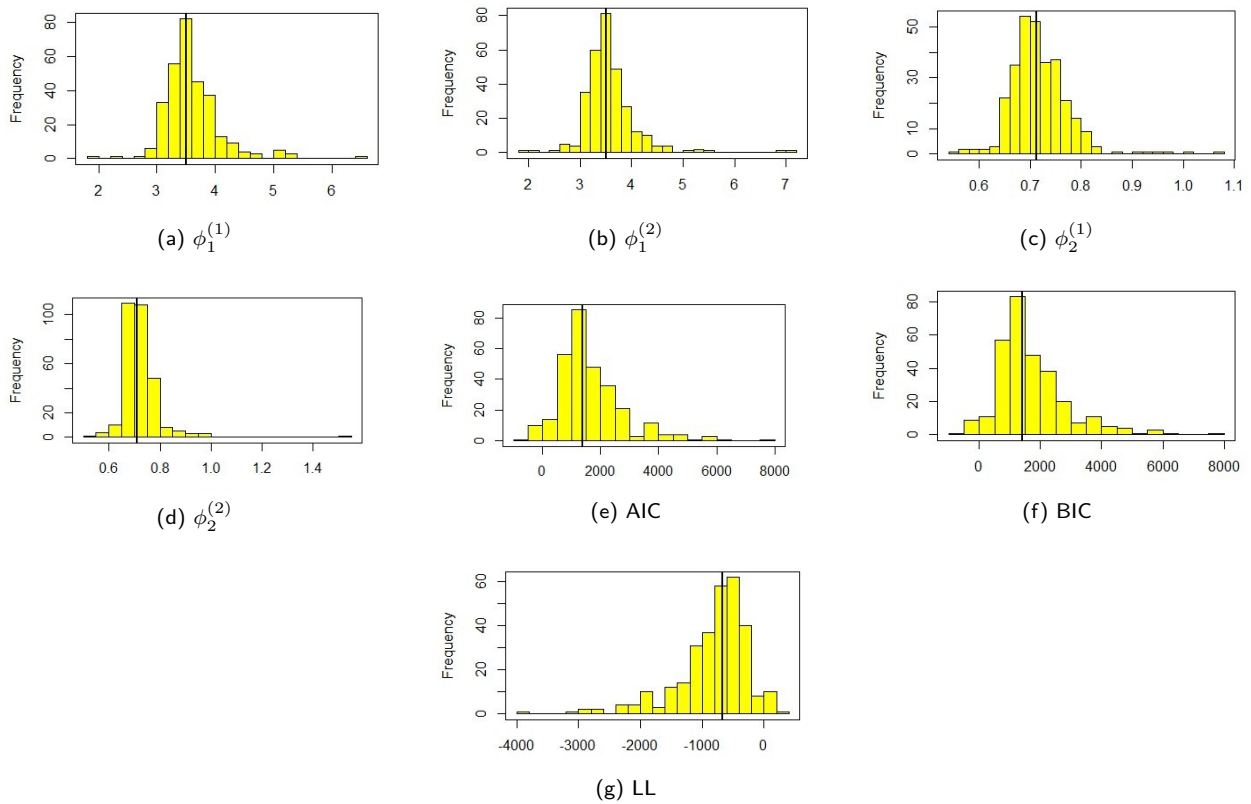 Frequency
0 20 40 60 80
2 3 4 5 6
(a) $\phi_1^{(1)}$
Frequency
0 20 40 60 80
2 3 4 5 6 7
(b) $\phi_1^{(2)}$
Frequency
0 10 30 50
0.6 0.7 0.8 0.9 1.0 1.1
(c) $\phi_2^{(1)}$
Frequency
0 20 60 100
0.6 0.8 1.0 1.2 1.4
(d) $\phi_2^{(2)}$
Frequency
0 20 40 60 80
0 2000 4000 6000 8000
(e) AIC
Frequency
0 20 40 60 80
0 2000 4000 6000 8000
(f) BIC
Frequency
0 20 40 60
-4000 -3000 -2000 -1000 0
(g) LL